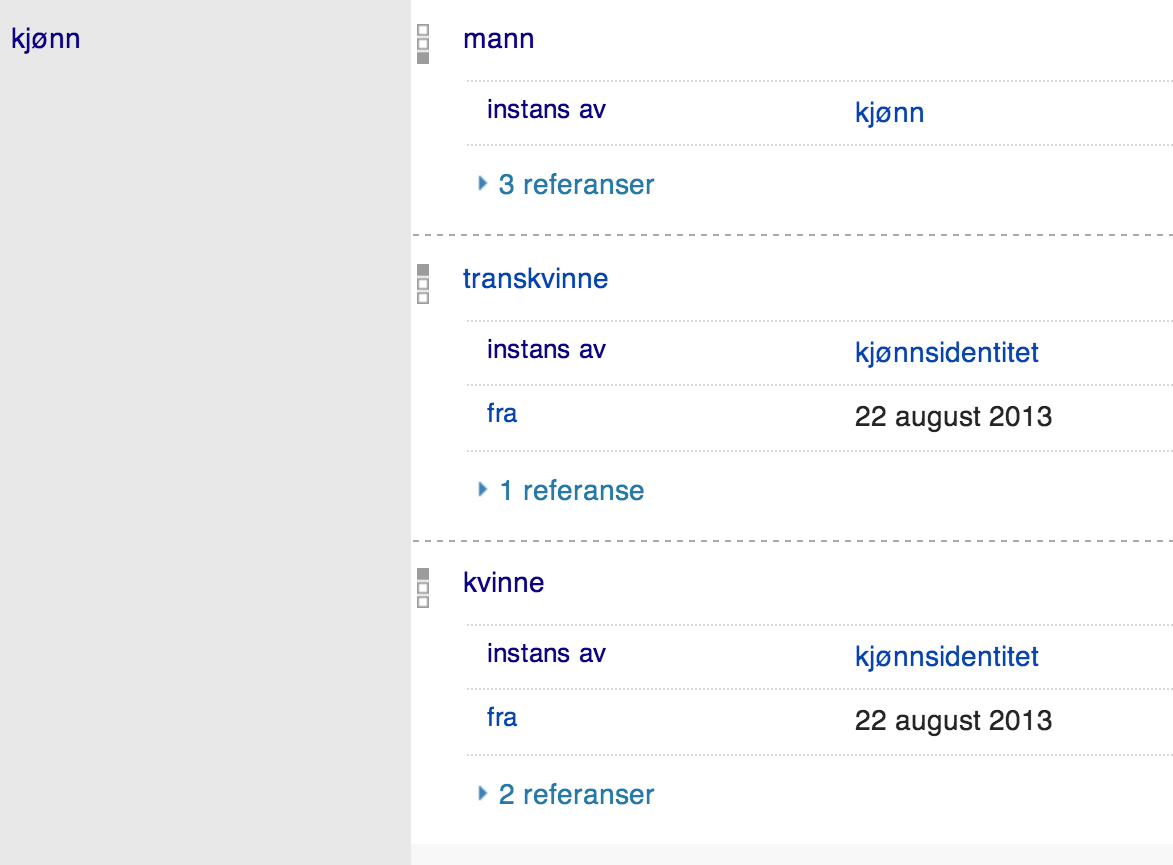 kjønn
mann
instans av kjønn
3 referanser
transkvinne
instans av kjønnsidentitet
fra 22 august 2013
1 referanse
kvinne
instans av kjønnsidentitet
fra 22 august 2013
2 referanser